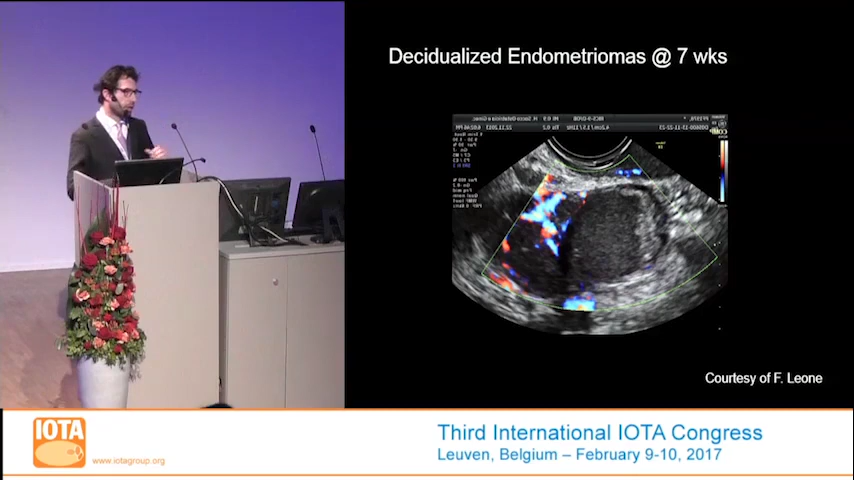 Decidualized Endometriomas @ 7 wks
Courtesy of F. Leone
IOTA
www.iotagroup.org
Third International IOTA Congress
Leuven, Belgium – February 9-10, 2017